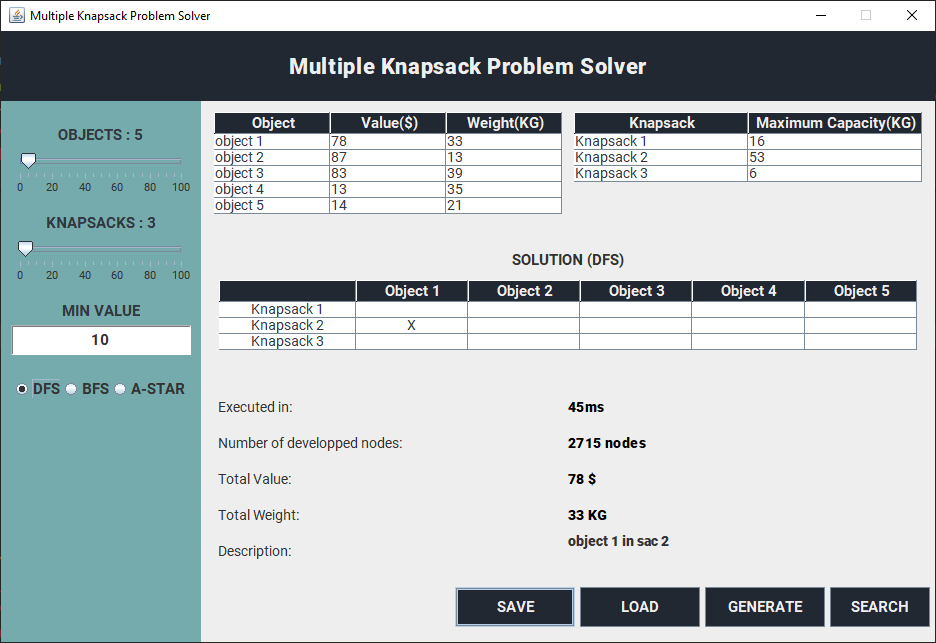 Multiple Knapsack Problem Solver
Multiple Knapsack Problem Solver
OBJECTS : 5
0 20 40 60 80 100
KNAPSACKS : 3
0 20 40 60 80 100
MIN VALUE
10
DFS BFS A-STAR
Object Value($) Weight(KG)
object 1 78 33
object 2 87 13
object 3 83 39
object 4 13 35
object 5 14 21
Knapsack Maximum Capacity(KG)
Knapsack 1 16
Knapsack 2 53
Knapsack 3 6
SOLUTION (DFS)
Object 1 Object 2 Object 3 Object 4 Object 5
Knapsack 1
Knapsack 2 X
Knapsack 3
Executed in: 45ms
Number of developped nodes: 2715 nodes
Total Value: 78 $
Total Weight: 33 KG
Description: object 1 in sac 2
SAVE LOAD GENERATE SEARCH